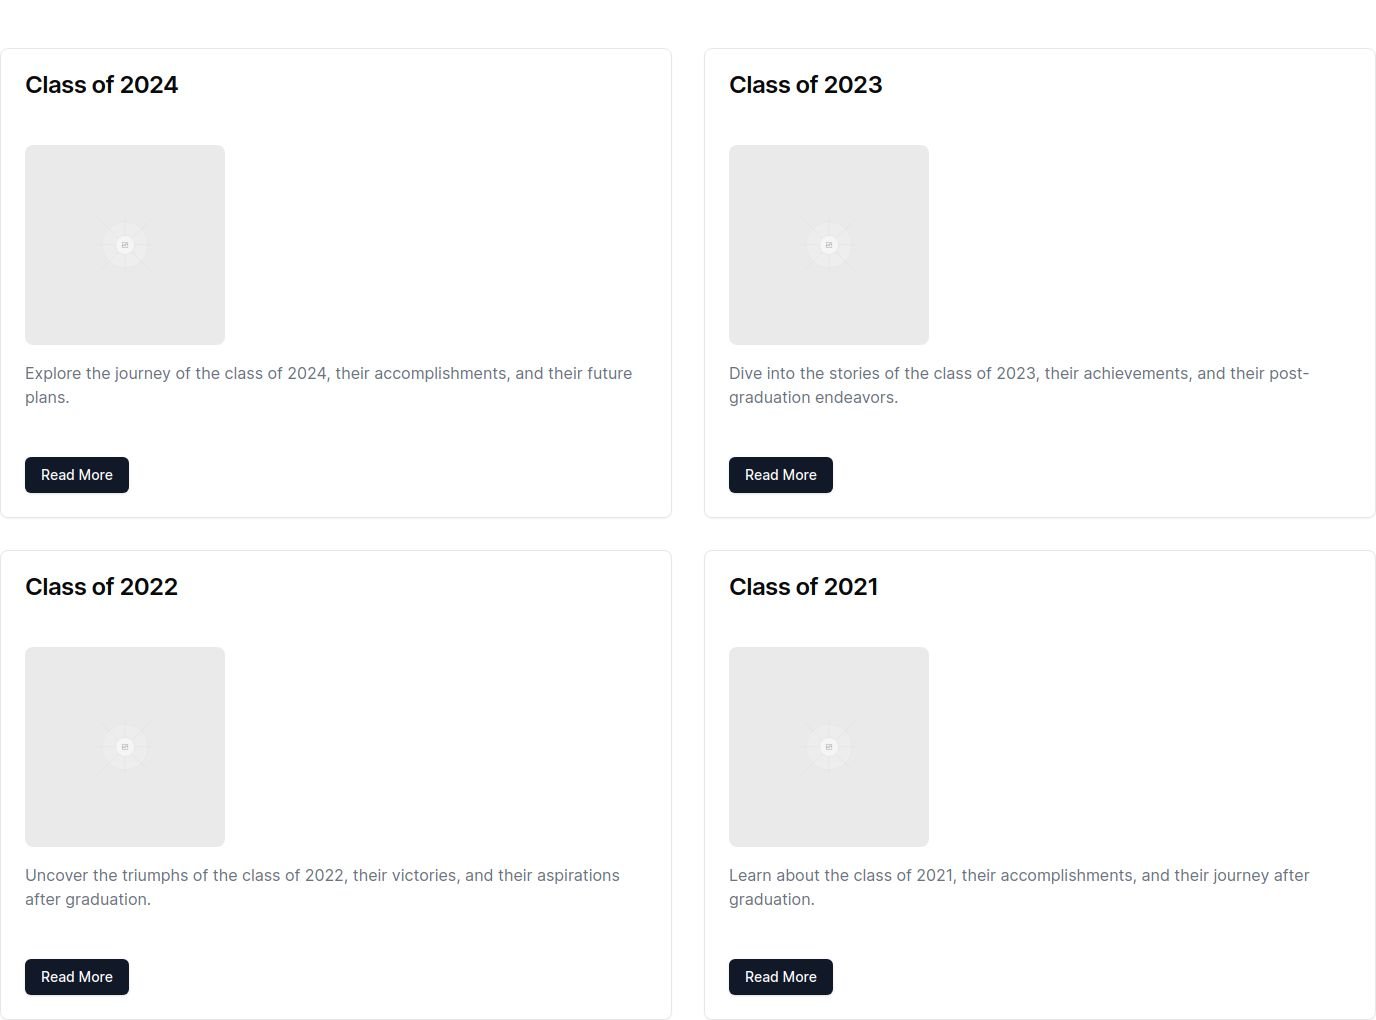 Class of 2024
Explore the journey of the class of 2024, their accomplishments, and their future
plans.
Read More
Class of 2023
Dive into the stories of the class of 2023, their achievements, and their post-
graduation endeavors.
Read More
Class of 2022
Uncover the triumphs of the class of 2022, their victories, and their aspirations
after graduation.
Read More
Class of 2021
Learn about the class of 2021, their accomplishments, and their journey after
graduation.
Read More